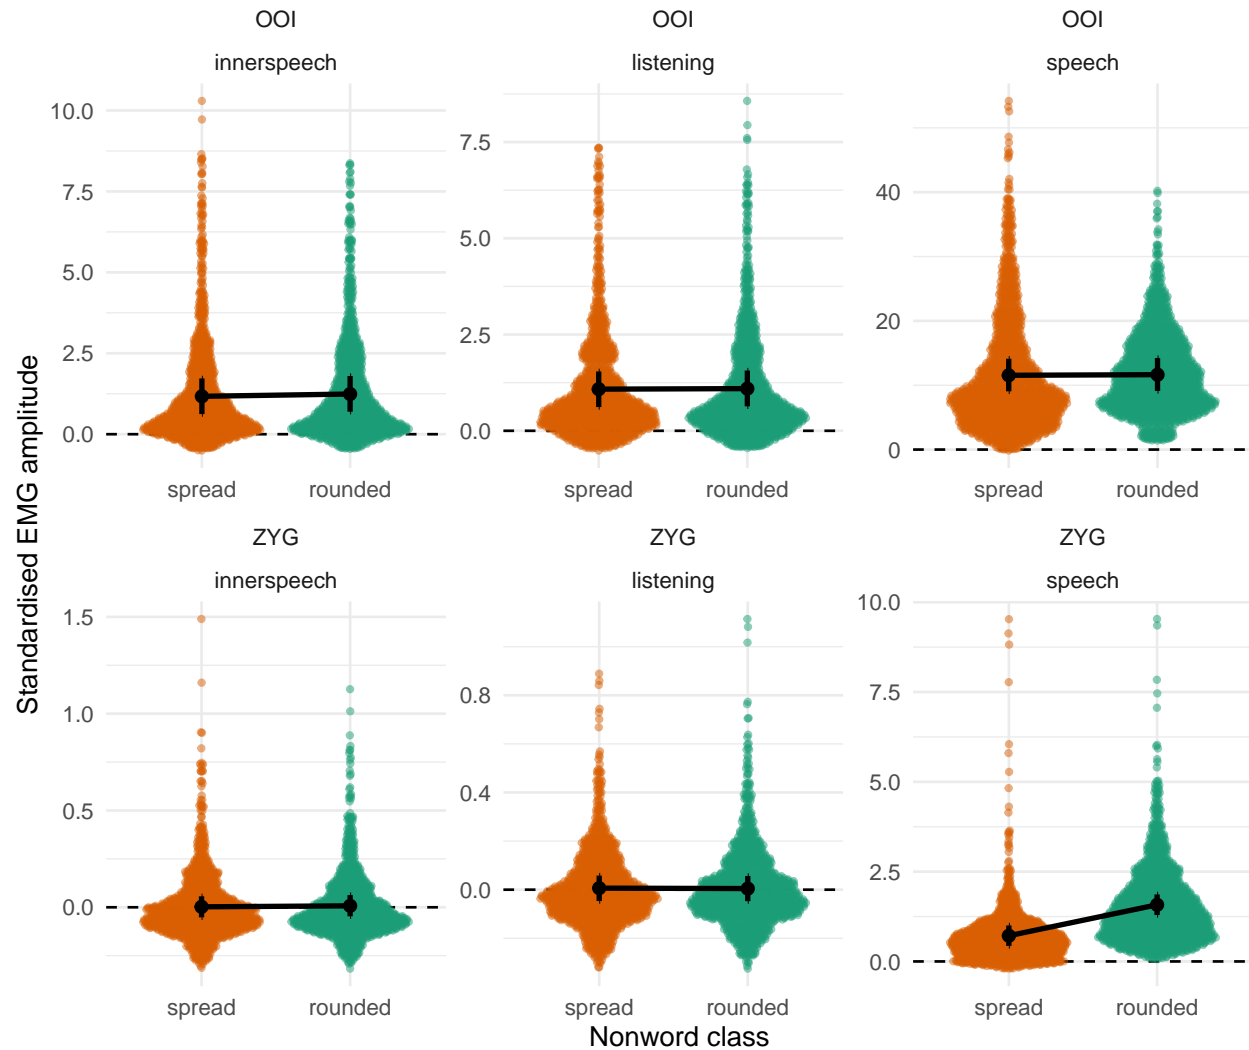 OOI
OOI
OOI
innerspeech
listening
speech
10.0
7.5
5.0
2.5
0.0
7.5
5.0
2.5
0.0
40
20
0
spread
rounded
spread
rounded
spread
rounded
Standardised EMG amplitude
ZYG
ZYG
ZYG
innerspeech
listening
speech
1.5
1.0
0.5
0.0
0.8
0.4
0.0
10.0
7.5
5.0
2.5
0.0
spread
rounded
spread
rounded
spread
rounded
Nonword class